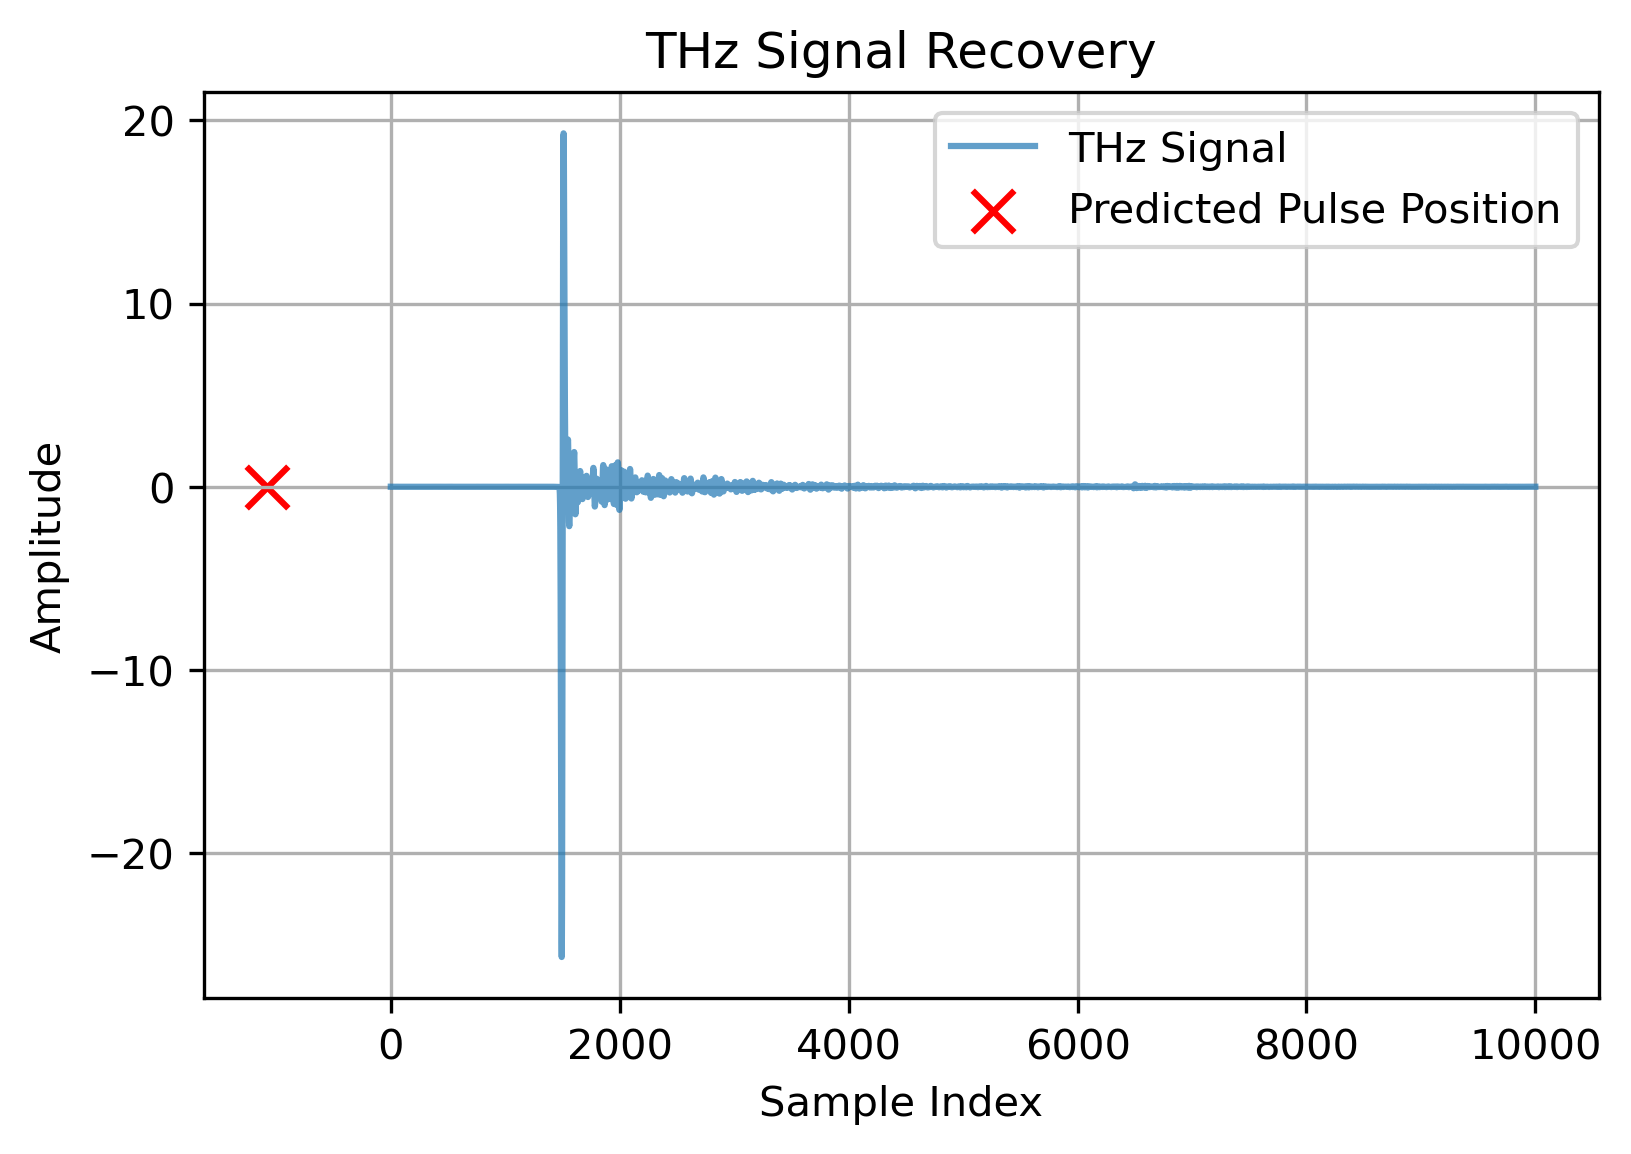 THz Signal Recovery
THz Signal
Predicted Pulse Position
20
10
0
−10
−20
Amplitude
0 2000 4000 6000 8000 10000
Sample Index